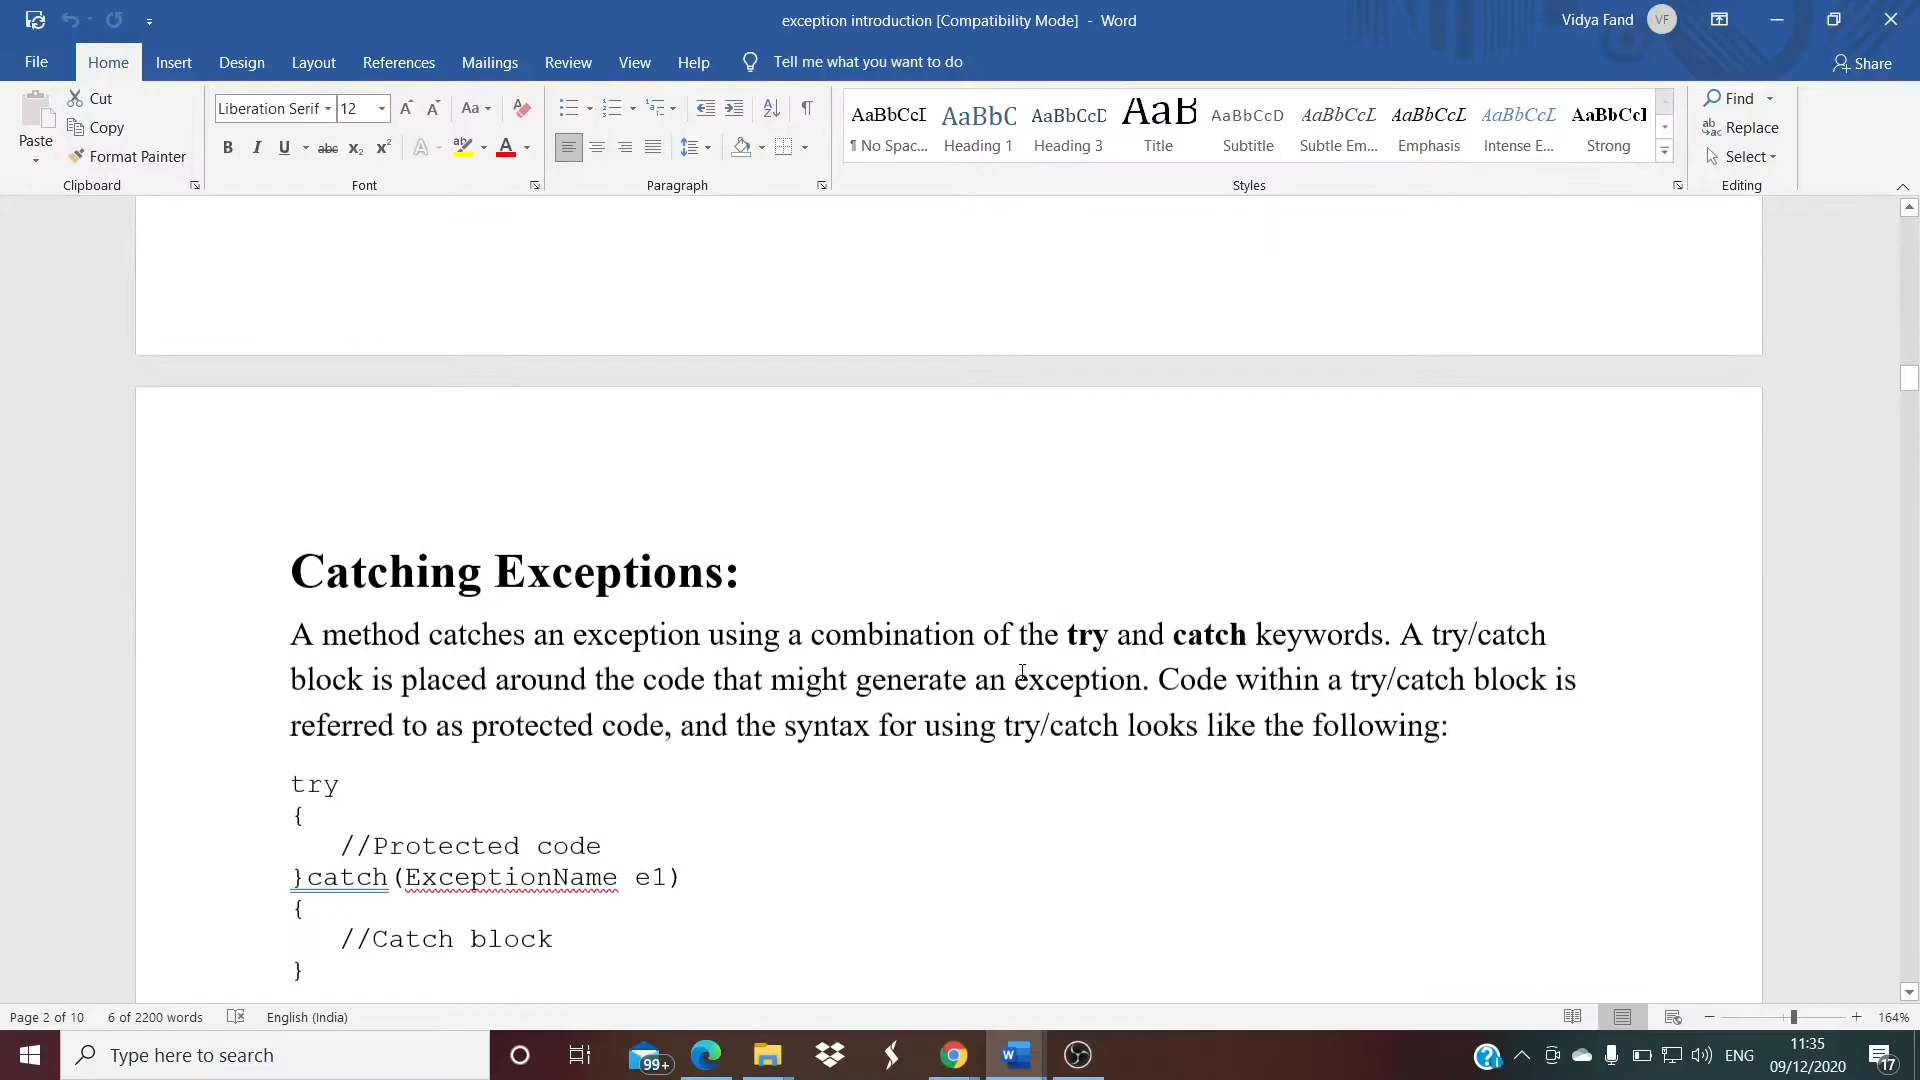 exception introduction [Compatibility Mode] - Word
Vidya Fand
VF
File Home Insert Design Layout References Mailings Review View Help Tell me what you want to do
Share
Paste
Cut
Copy
Format Painter
Clipboard
Liberation Serif 12
Aa
B I U abc x₂ x²
Font
Paragraph
AaBbCcI AaBbC AaBbCcD AaB AaBbCcD AaBbCcL AaBbCcL AaBbCcL AaBbCcI
¶ No Spac... Heading 1 Heading 3 Title Subtitle Subtle Em... Emphasis Intense E... Strong
Styles
Find
Replace
Select
Editing
Catching Exceptions:
A method catches an exception using a combination of the try and catch keywords. A try/catch
block is placed around the code that might generate an exception. Code within a try/catch block is
referred to as protected code, and the syntax for using try/catch looks like the following:
try
{
//Protected code
}catch(ExceptionName e1)
{
//Catch block
}
Page 2 of 10 6 of 2200 words English (India)
164%
Type here to search
99+
ENG
11:35
09/12/2020
17